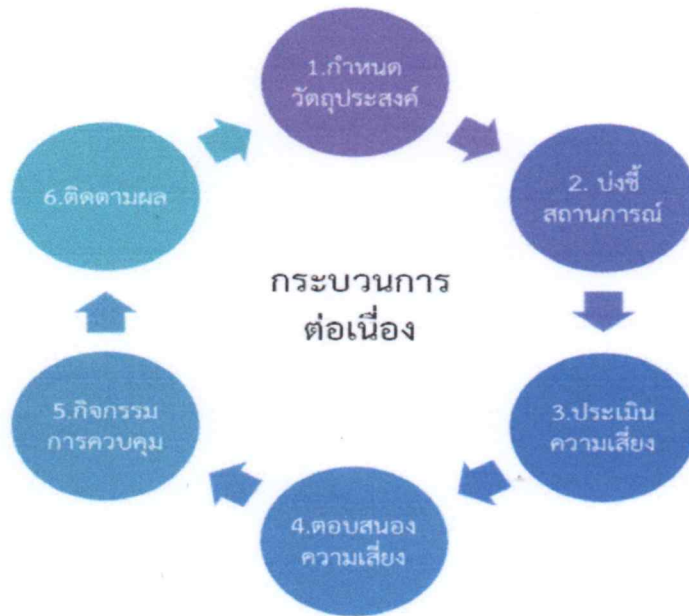 1.กำหนด
วัตถุประสงค์
2. บ่งชี้
สถานการณ์
3.ประเมิน
ความเสี่ยง
4.ตอบสนอง
ความเสี่ยง
5.กิจกรรม
การควบคุม
6.ติดตามผล
กระบวนการ
ต่อเนื่อง